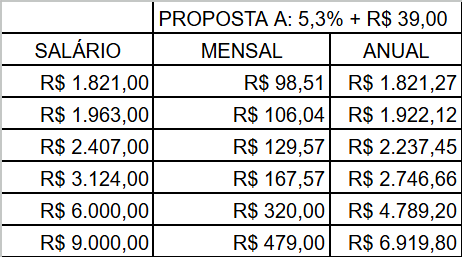 PROPOSTA A: 5,3% + R$ 39,00
SALÁRIO MENSAL ANUAL
R$ 1.821,00 R$ 98,51 R$ 1.821,27
R$ 1.963,00 R$ 106,04 R$ 1.922,12
R$ 2.407,00 R$ 129,57 R$ 2.237,45
R$ 3.124,00 R$ 167,57 R$ 2.746,66
R$ 6.000,00 R$ 320,00 R$ 4.789,20
R$ 9.000,00 R$ 479,00 R$ 6.919,80